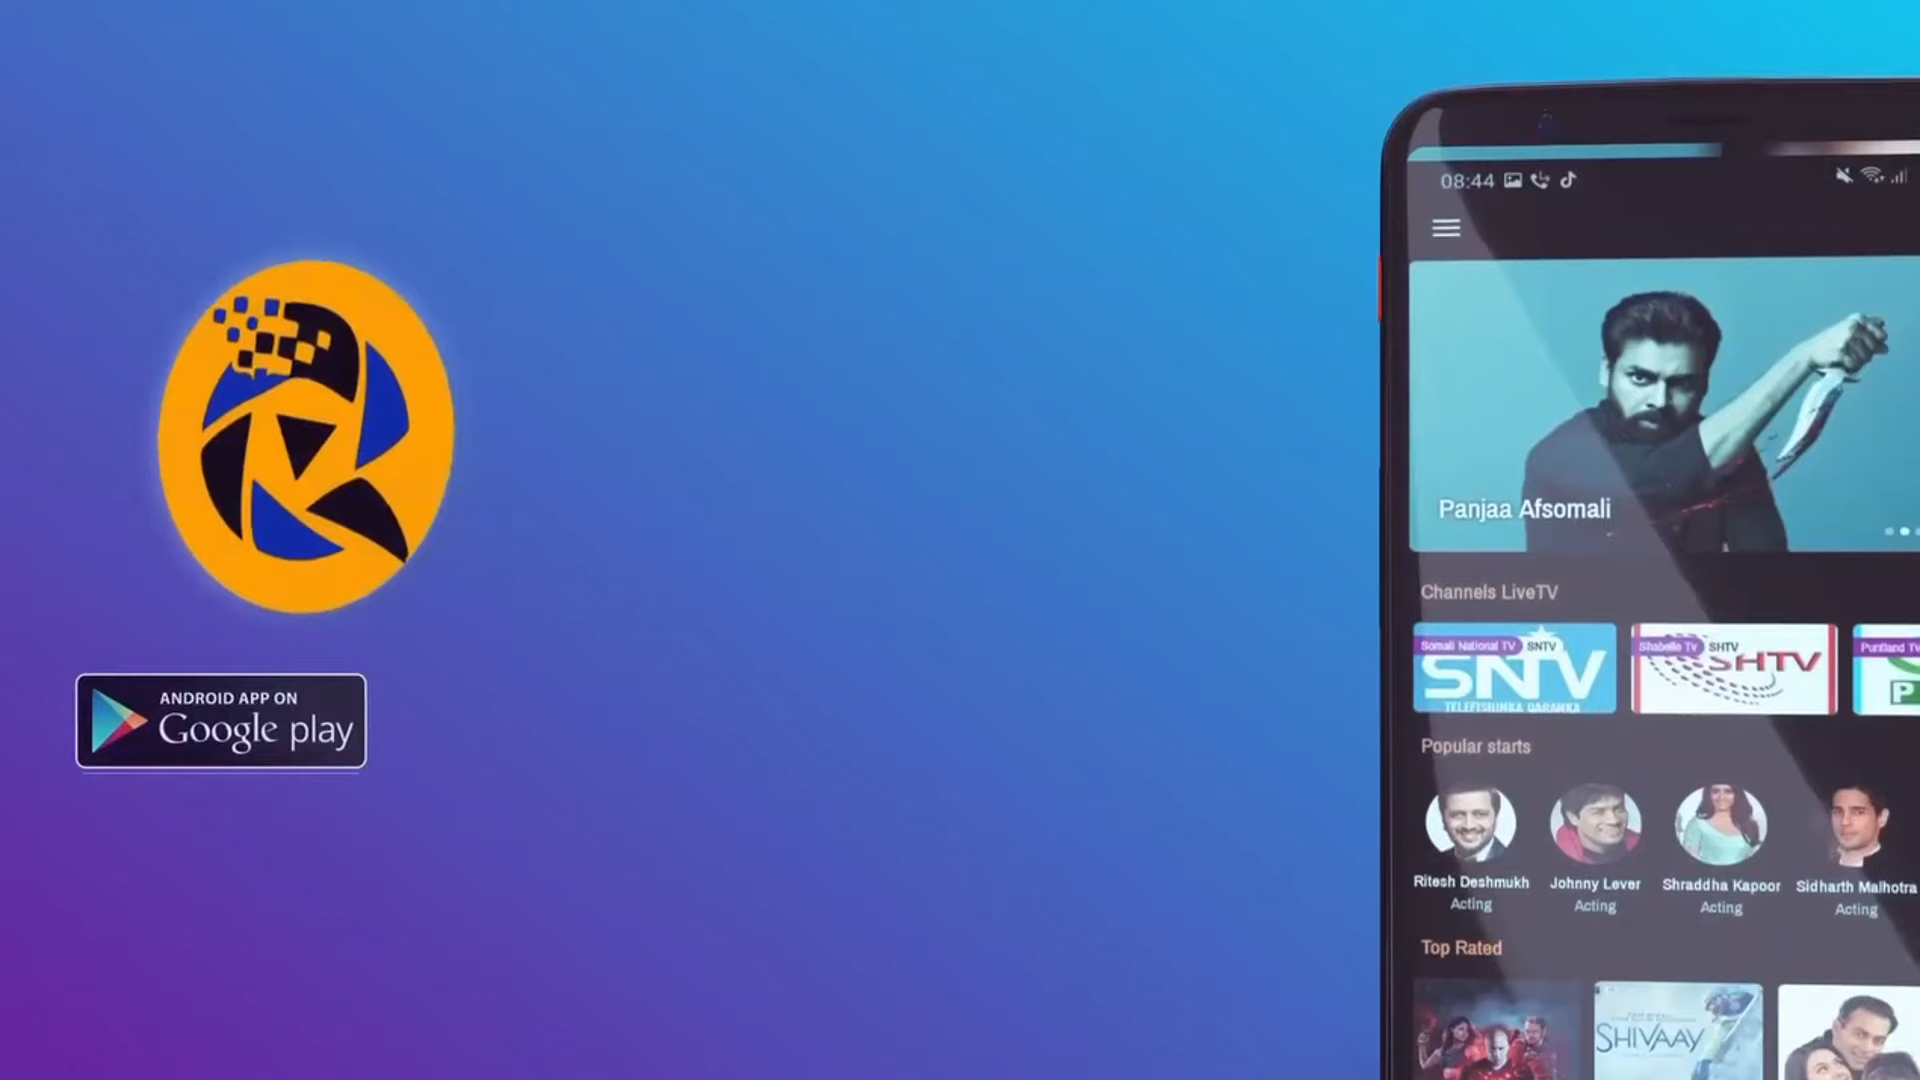 ANDROID APP ON
Google play
08:44
Panjaa Afsomali
Channels LiveTV
Somali National TV SNTV
SNTV
TELEFISHINKA QARANKA
Shabelle Tv SHTV
SHTV
Puntland TV
P
Popular starts
Ritesh Deshmukh
Acting
Johnny Lever
Acting
Shraddha Kapoor
Acting
Sidharth Malhotra
Acting
Top Rated
SHIVAAY